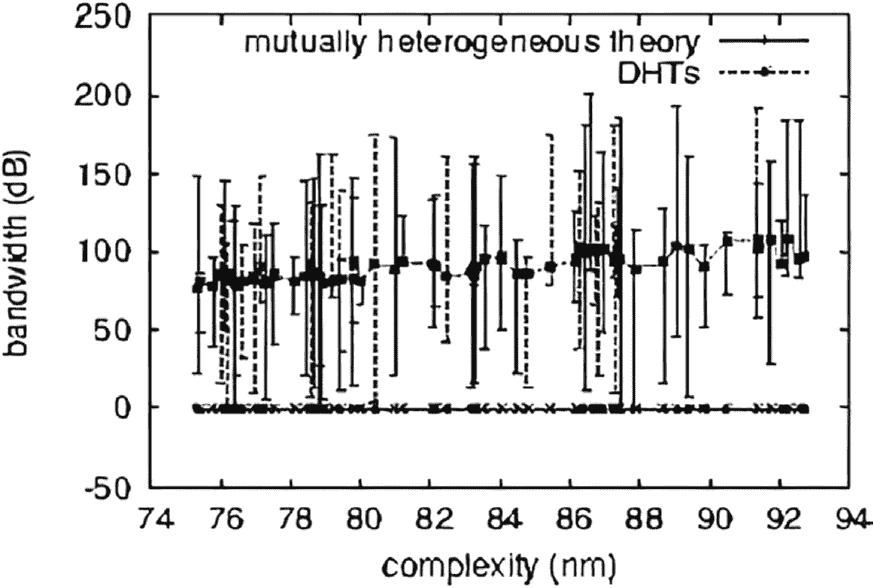 250
mutually heterogeneous theory
DHTs
200
150
100
50
0
-50
bandwidth (dB)
74 76 78 80 82 84 86 88 90 92 94
complexity (nm)